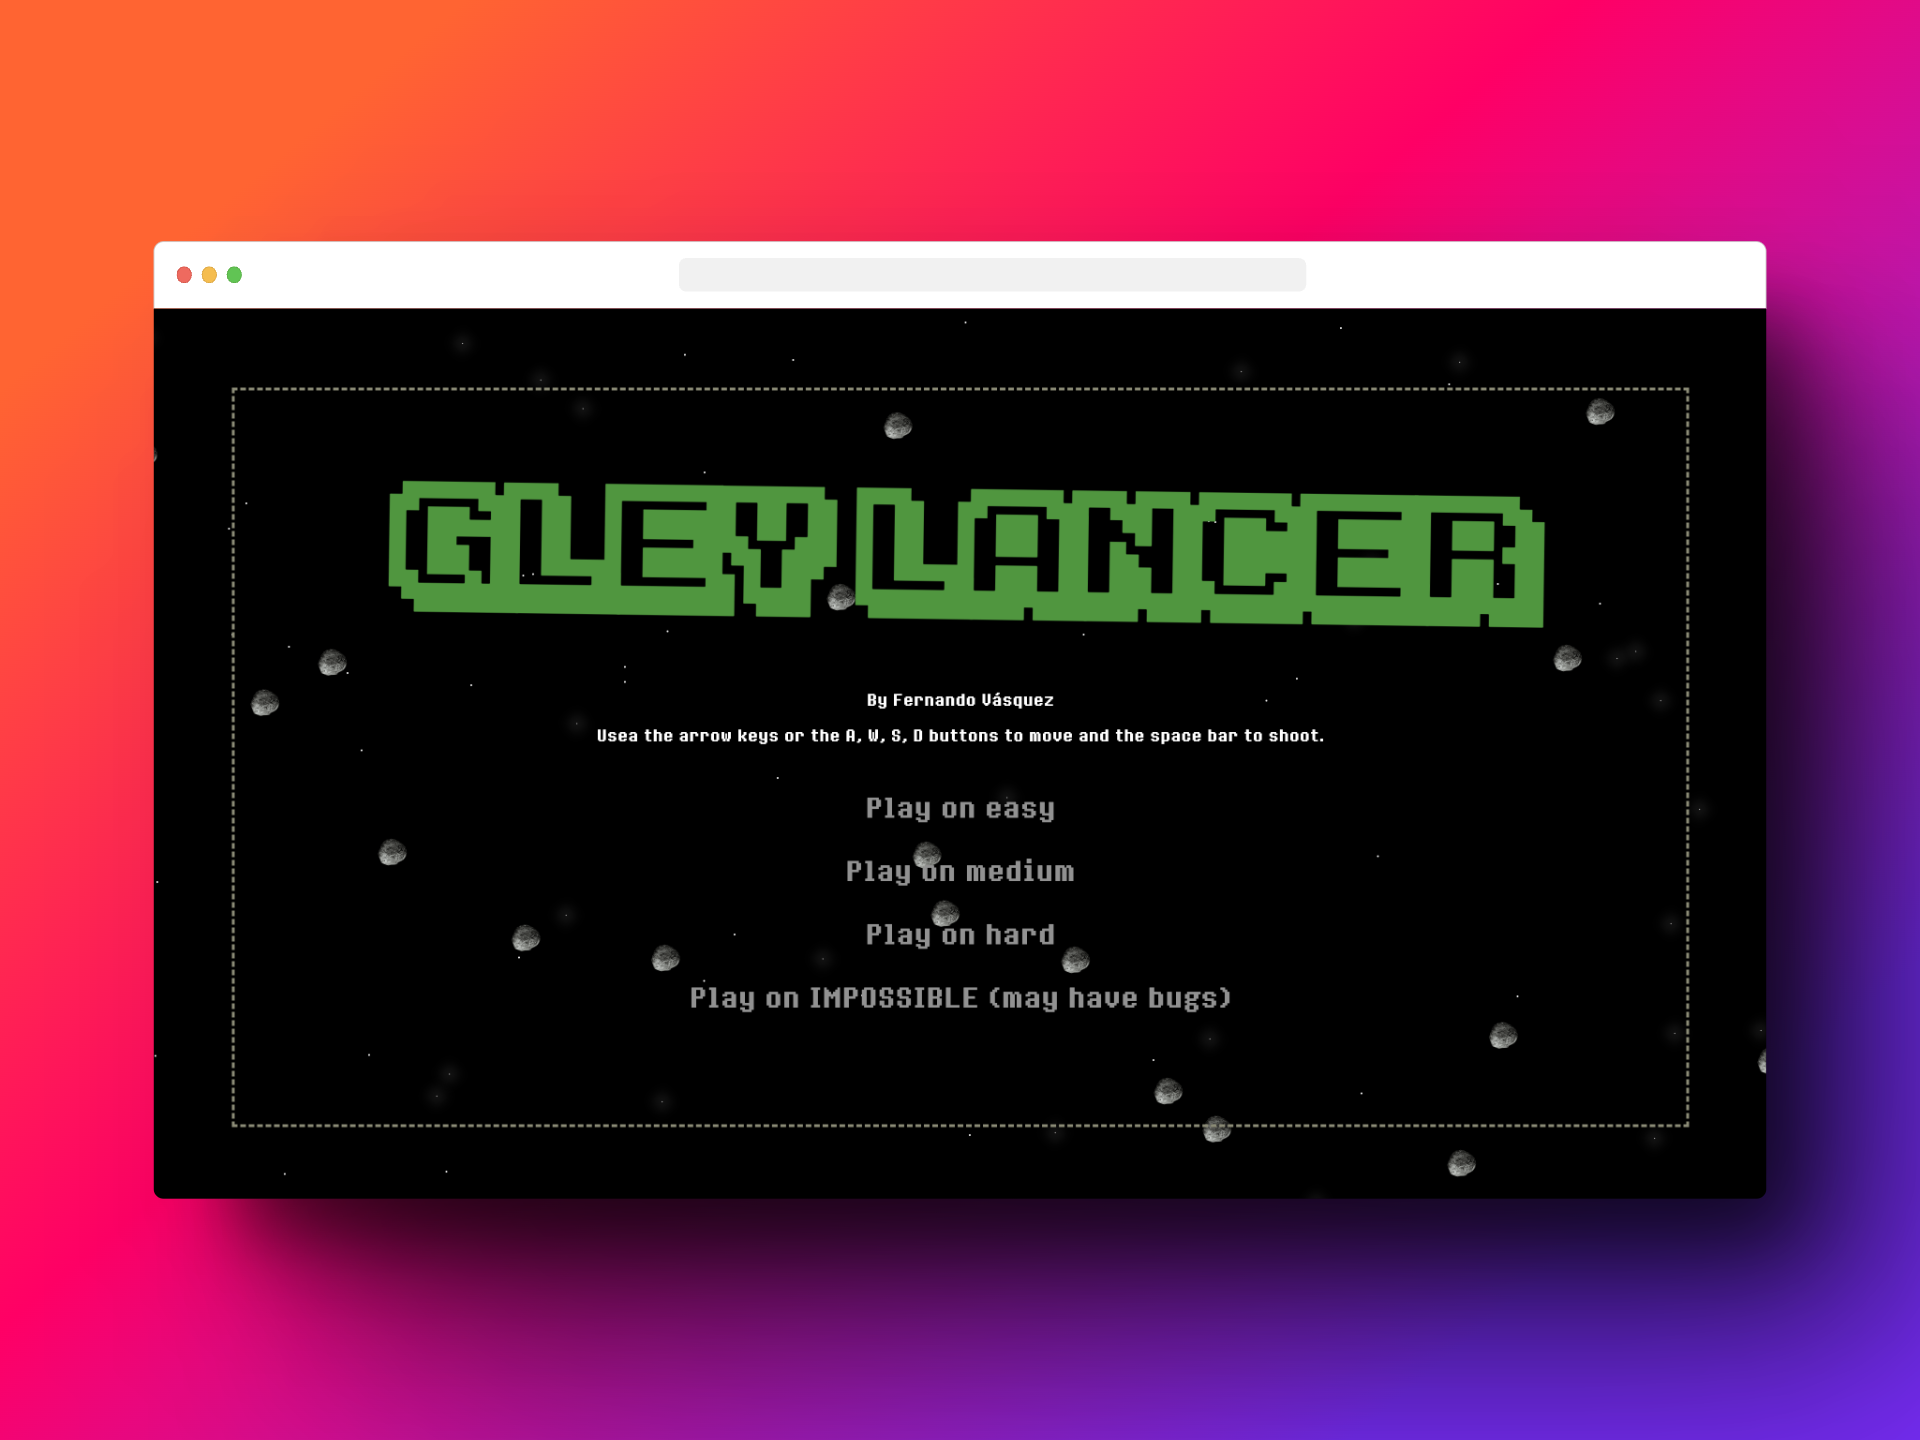 GLEYLANCER
By Fernando Vásquez
Usea the arrow keys or the A, W, S, D buttons to move and the space bar to shoot.
Play on easy
Play on medium
Play on hard
Play on IMPOSSIBLE (may have bugs)